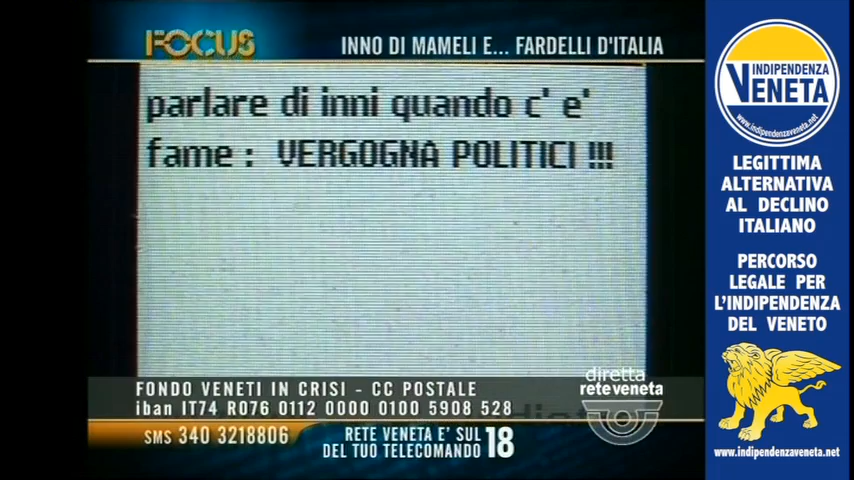 FOCUS
INNO DI MAMELI E... FARDELLI D'ITALIA
parlare di inni quando c' e'
fame : VERGOGNA POLITICI !!!
FONDO VENETI IN CRISI - CC POSTALE
iban IT74 R076 0112 0000 0100 5908 528
diretta
reteveneta
SMS 340 3218806
RETE VENETA E' SUL
DEL TUO TELECOMANDO 18
INDIPENDENZA
VENETA
www.indipendenzaveneta.net
LEGITTIMA
ALTERNATIVA
AL DECLINO
ITALIANO
PERCORSO
LEGALE PER
L'INDIPENDENZA
DEL VENETO
www.indipendenzaveneta.net